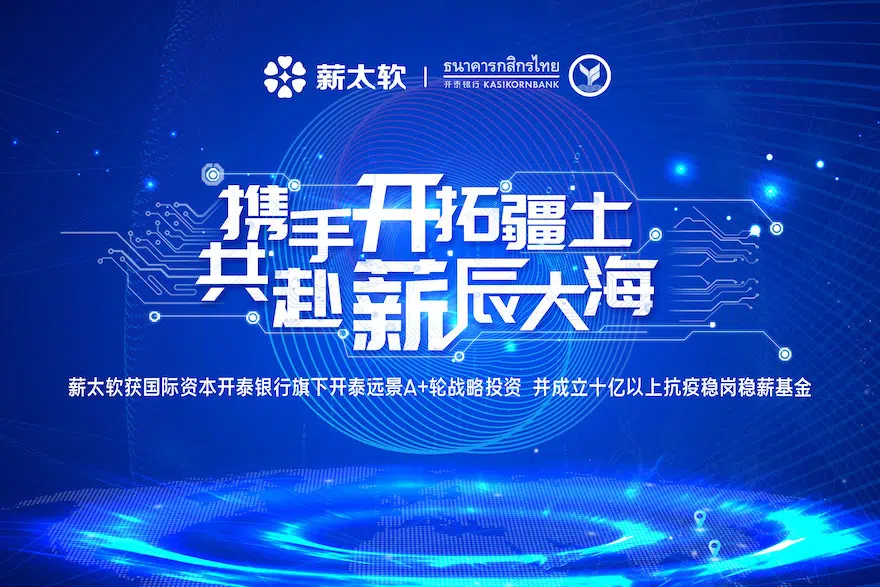 薪太软
ธนาคารกสิกรไทย
开泰银行 KASIKORNBANK
携手开拓疆土
共赴薪辰大海
薪太软获国际资本开泰银行旗下开泰远景A+轮战略投资 并成立十亿以上抗疫稳岗稳薪基金